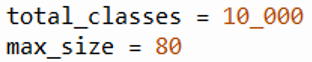 total_classes = 10_000
max_size = 80